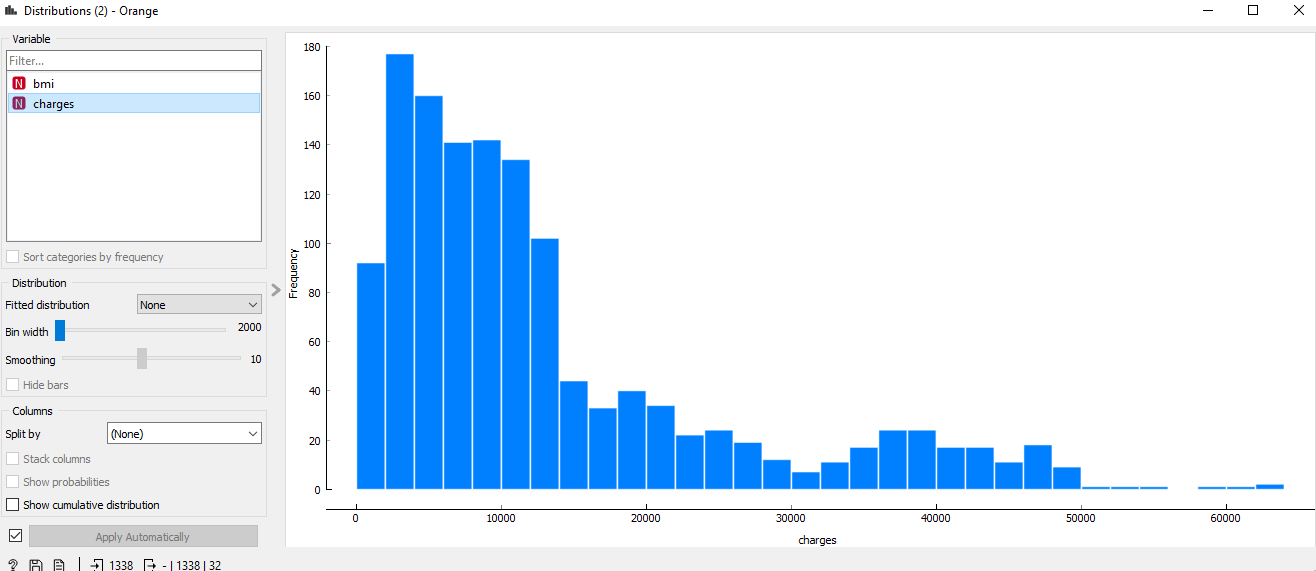 Distributions (2) - Orange
Variable
Filter...
N bmi
N charges
Sort categories by frequency
Distribution
Fitted distribution None
Bin width 2000
Smoothing 10
Hide bars
Columns
Split by (None)
Stack columns
Show probabilities
Show cumulative distribution
Apply Automatically
? 1338 - | 1338 | 32
180
160
140
120
100
80
60
40
20
0
Frequency
0 10000 20000 30000 40000 50000 60000
charges